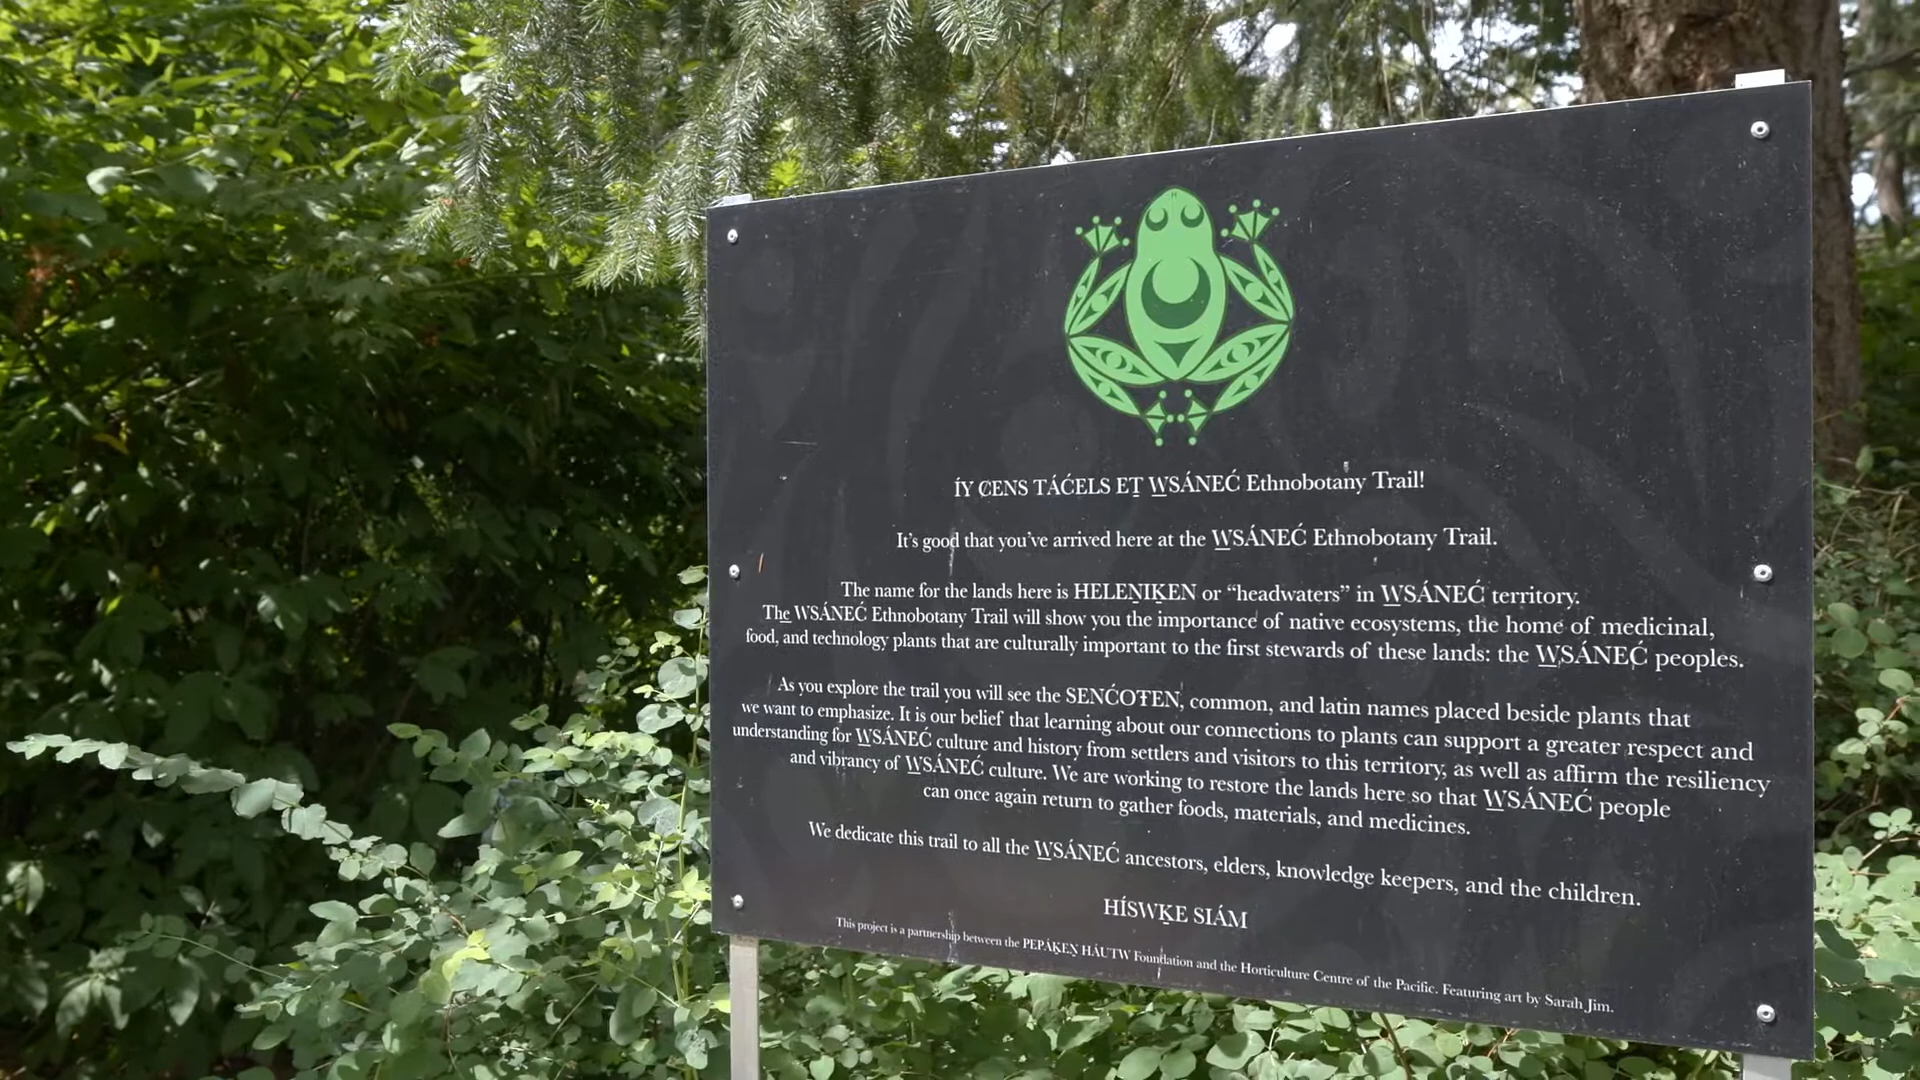 ÍY ȻENS TÁĆELS EṮ W̱SÁNEĆ Ethnobotany Trail!
It's good that you've arrived here at the W̱SÁNEĆ Ethnobotany Trail.
The name for the lands here is HELEṈIḴEN or “headwaters” in W̱SÁNEĆ territory.
The WSÁNEĆ Ethnobotany Trail will show you the importance of native ecosystems, the home of medicinal,
food, and technology plants that are culturally important to the first stewards of these lands: the W̱SÁNEĆ peoples.
As you explore the trail you will see the SENĆOŦEN, common, and latin names placed beside plants that
we want to emphasize. It is our belief that learning about our connections to plants can support a greater respect and
understanding for W̱SÁNEĆ culture and history from settlers and visitors to this territory, as well as affirm the resiliency
and vibrancy of W̱SÁNEĆ culture. We are working to restore the lands here so that W̱SÁNEĆ people
can once again return to gather foods, materials, and medicines.
We dedicate this trail to all the W̱SÁNEĆ ancestors, elders, knowledge keepers, and the children.
HÍSWḴE SIÁM
This project is a partnership between the PEPÁḴEṈ HÁUTW Foundation and the Horticulture Centre of the Pacific. Featuring art by Sarah Jim.